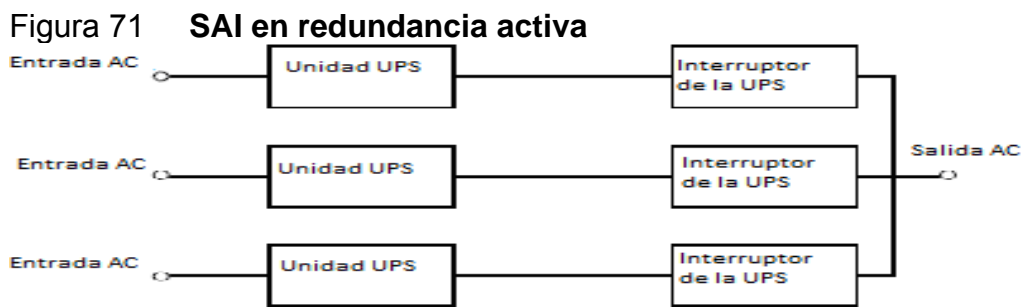 Figura 71 SAI en redundancia activa
Entrada AC
Unidad UPS
Interruptor
de la UPS
Entrada AC
Unidad UPS
Interruptor
de la UPS
Salida AC
Entrada AC
Unidad UPS
Interruptor
de la UPS